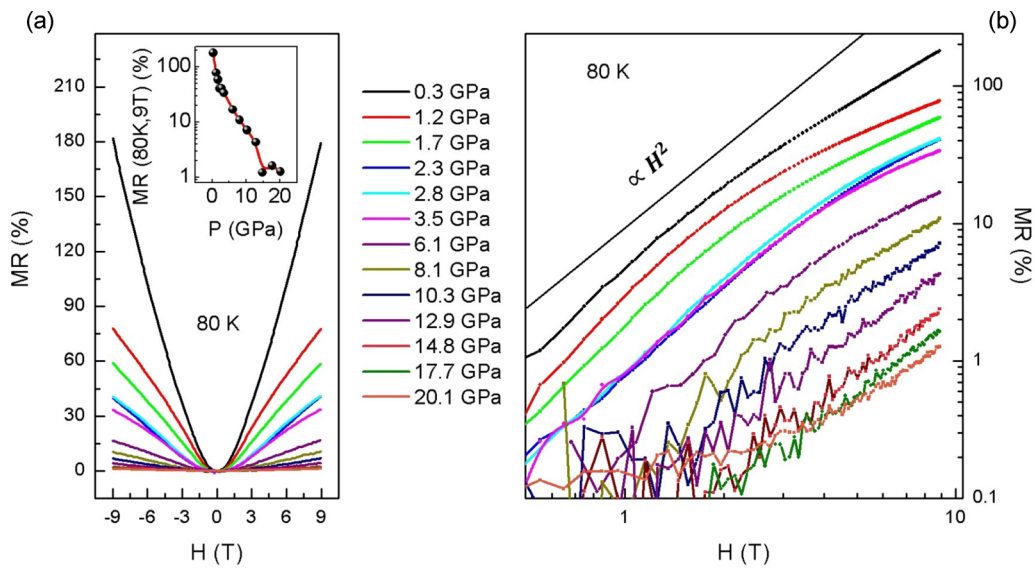 (a)
MR (%)
210
180
150
120
90
60
30
0
-9 -6 -3 0 3 6 9
H (T)
80 K
MR (80K,9T) (%)
100
10
1
0 5 10 15 20
P (GPa)
0.3 GPa
1.2 GPa
1.7 GPa
2.3 GPa
2.8 GPa
3.5 GPa
6.1 GPa
8.1 GPa
10.3 GPa
12.9 GPa
14.8 GPa
17.7 GPa
20.1 GPa
(b)
80 K
∝ H²
100
10
1
0.1
MR (%)
1 10
H (T)